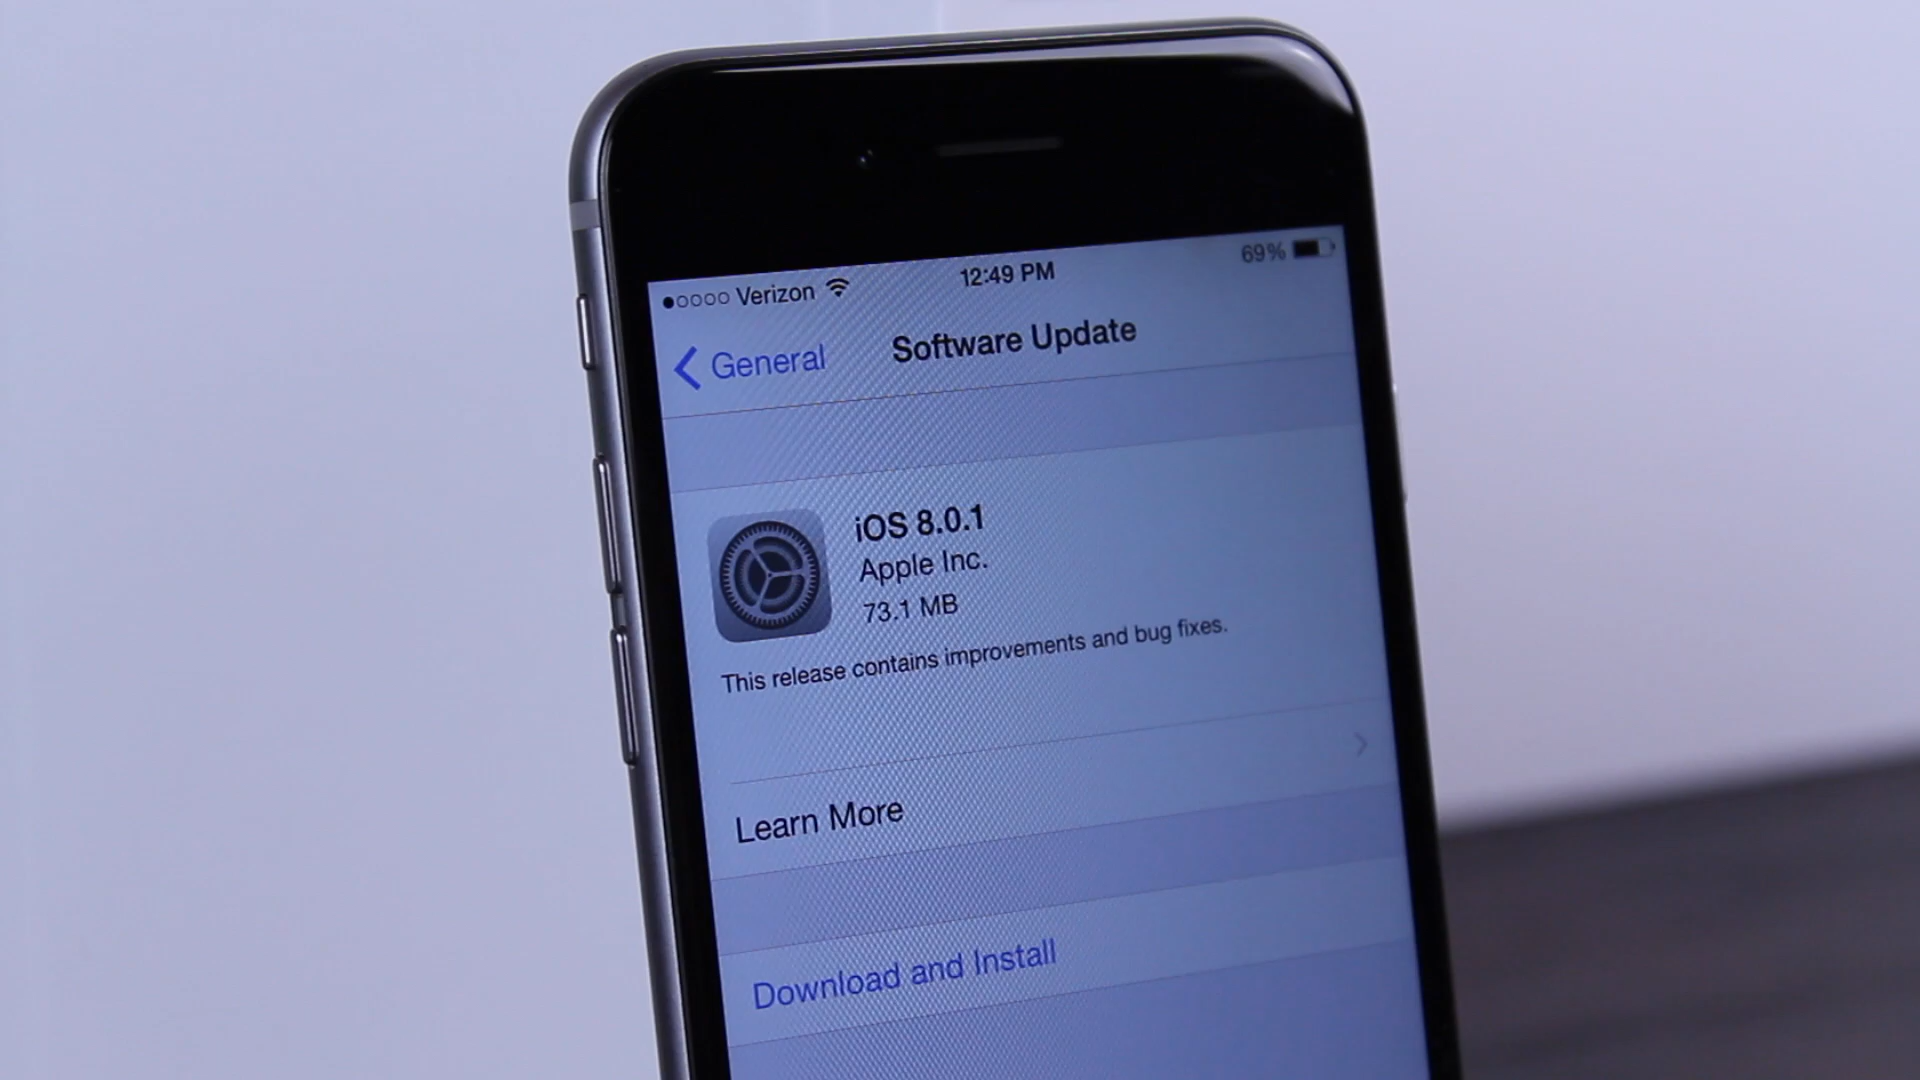 Verizon 12:49 PM 69%
General Software Update
iOS 8.0.1
Apple Inc.
73.1 MB
This release contains improvements and bug fixes.
Learn More
Download and Install